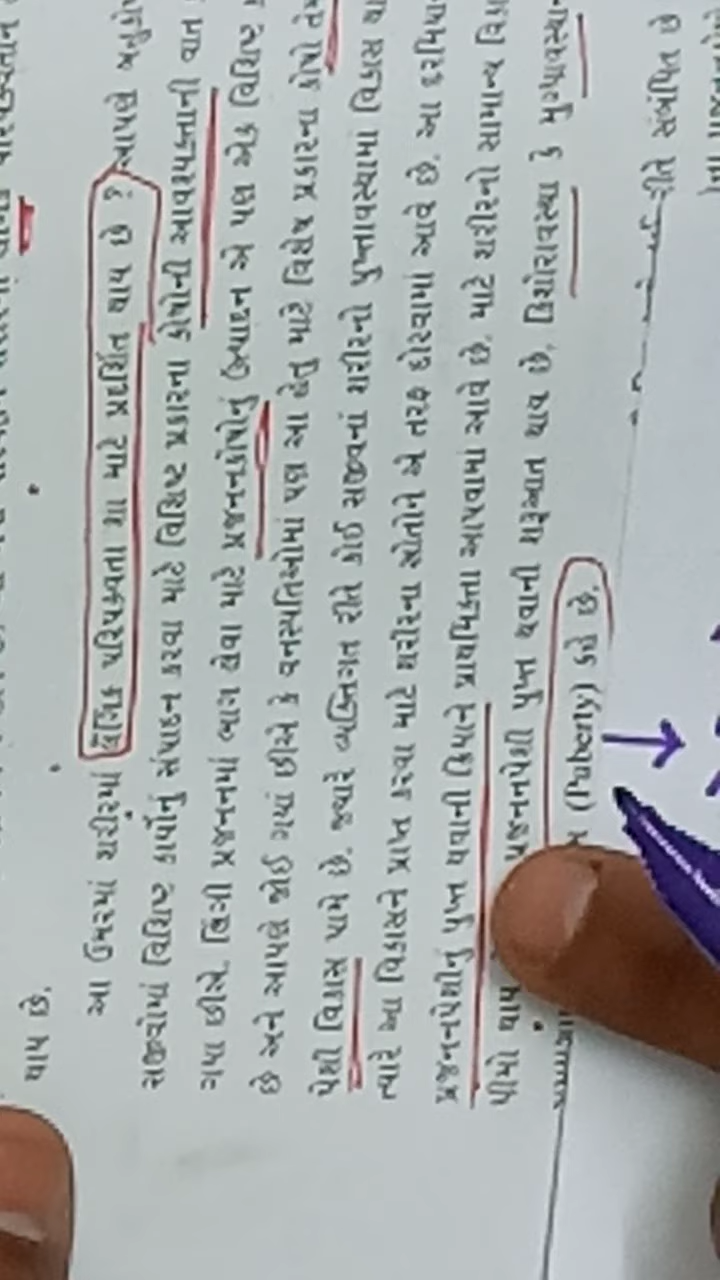 થાય છે.
આ ઉંમરમાં શરીરમાં લૈંગિક પરિપક્વતા શા માટે પ્રદર્શિત થાય છે ? આપણે
સજીવોમાં વિશિષ્ટ કાર્યોનું સંપાદન કરવા માટે વિશિષ્ટ પ્રકારના કોષોની આવશ્યકતાની વાત
ગયા છીએ. લિંગી પ્રજનનમાં ભાગ લેવા માટે પ્રજનનકોષોનું ઉત્પાદન એ પણ એક વિશિષ્ટ
છે અને આપણે જોઈ ગયાં છીએ કે વનસ્પતિઓમાં પણ આ હેતુ માટે વિશેષ પ્રકારના કોષો
પેશી વિકાસ પામે છે. જ્યારે વ્યક્તિગત રીતે કોઈ સજીવનાં શરીરનો પુખ્તાવસ્થામાં વિકાસ
ત્યારે આ વિકાસને પ્રાપ્ત કરવા માટે શરીરના સ્રોતોને એ તરફ દોરવામાં આવે છે. આ
પ્રજનનપેશીનું પુખ્ત થવાની ક્રિયાને પ્રાથમિકતા આપવામાં આવે છે. માટે શરીરનો સામાન્ય
ધીમો થાય પ્રજનનપેશી પુખ્ત થવાની શરૂઆત થાય છે. કિશોરાવસ્થા કે મુગ્ધાવસ્થા
(Puberty) કહે છે.
રીતે સંબંધિત છે